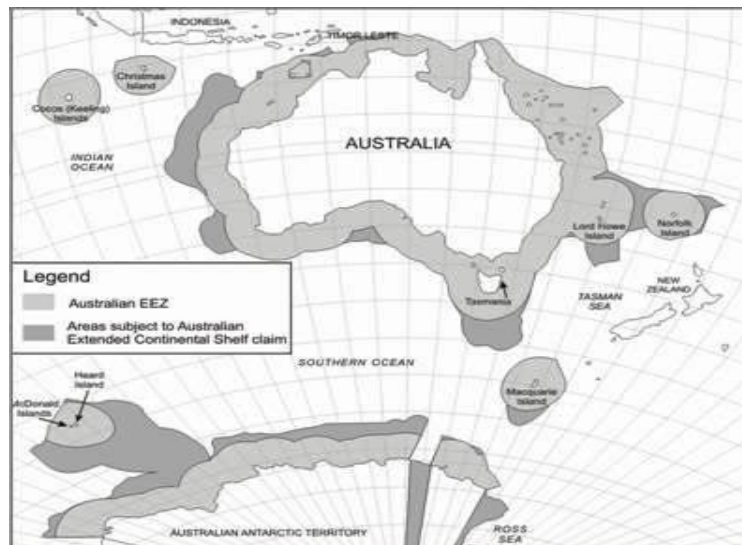 INDONESIA
TIMOR LESTE
Christmas
Island
Cocos (Keeling)
Islands
INDIAN
OCEAN
AUSTRALIA
Lord Howe
Island
Norfolk
Island
Legend
Australian EEZ
Areas subject to Australian
Extended Continental Shelf claim
Tasmania
TASMAN
SEA
NEW
ZEALAND
SOUTHERN OCEAN
Heard
Island
McDonald
Islands
Macquarie
Island
AUSTRALIAN ANTARCTIC TERRITORY
ROSS
SEA